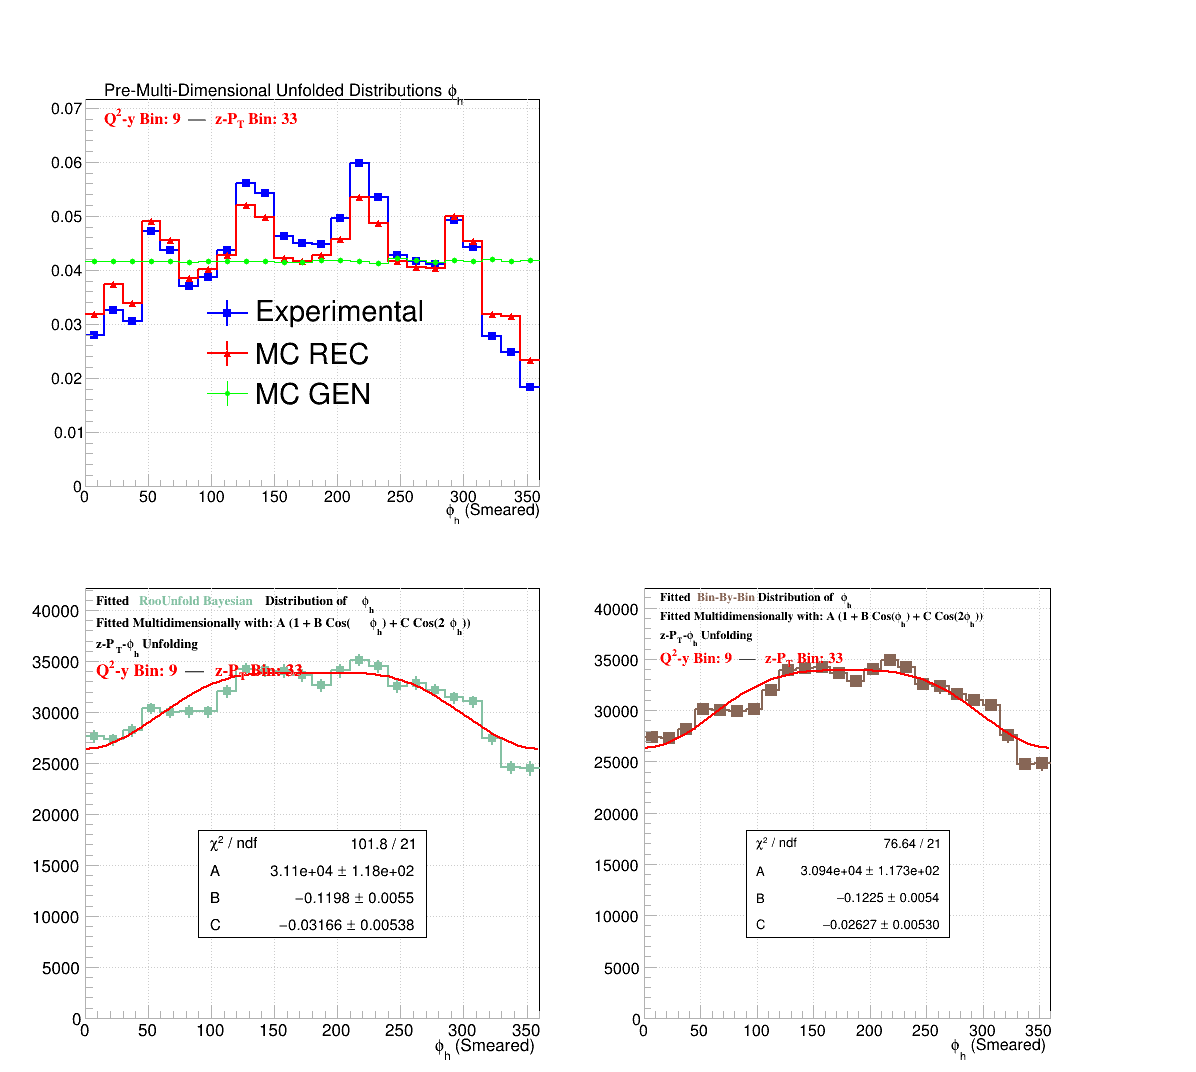 Pre-Multi-Dimensional Unfolded Distributions ϕh
Q²-y Bin: 9 — z-PT Bin: 33
0.07
0.06
0.05
0.04
0.03
0.02
0.01
0
Experimental
MC REC
MC GEN
0 50 100 150 200 250 300 350
ϕh (Smeared)
Fitted RooUnfold Bayesian Distribution of ϕh
Fitted Multidimensionally with: A (1 + B Cos( ϕh) + C Cos(2 ϕh))
z-PT-ϕh Unfolding
Q²-y Bin: 9 — z-PT Bin: 33
40000
35000
30000
25000
20000
15000
10000
5000
0
χ² / ndf 101.8 / 21
A 3.11e+04 ± 1.18e+02
B −0.1198 ± 0.0055
C −0.03166 ± 0.00538
0 50 100 150 200 250 300 350
ϕh (Smeared)
Fitted Bin-By-Bin Distribution of ϕh
Fitted Multidimensionally with: A (1 + B Cos(ϕh) + C Cos(2ϕh))
z-PT-ϕh Unfolding
Q²-y Bin: 9 — z-PT Bin: 33
40000
35000
30000
25000
20000
15000
10000
5000
0
χ² / ndf 76.64 / 21
A 3.094e+04 ± 1.173e+02
B −0.1225 ± 0.0054
C −0.02627 ± 0.00530
0 50 100 150 200 250 300 350
ϕh (Smeared)